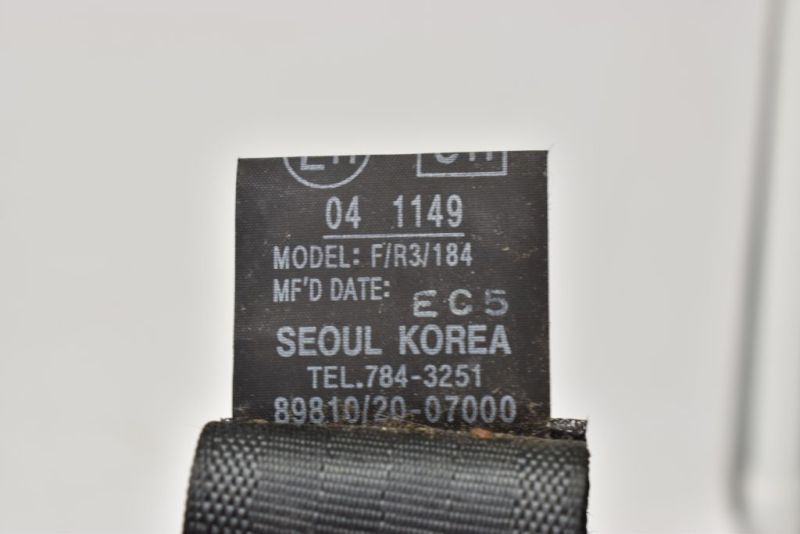 04 1149
MODEL: F/R3/184
MF'D DATE: EC5
SEOUL KOREA
TEL.784-3251
89810/20-07000